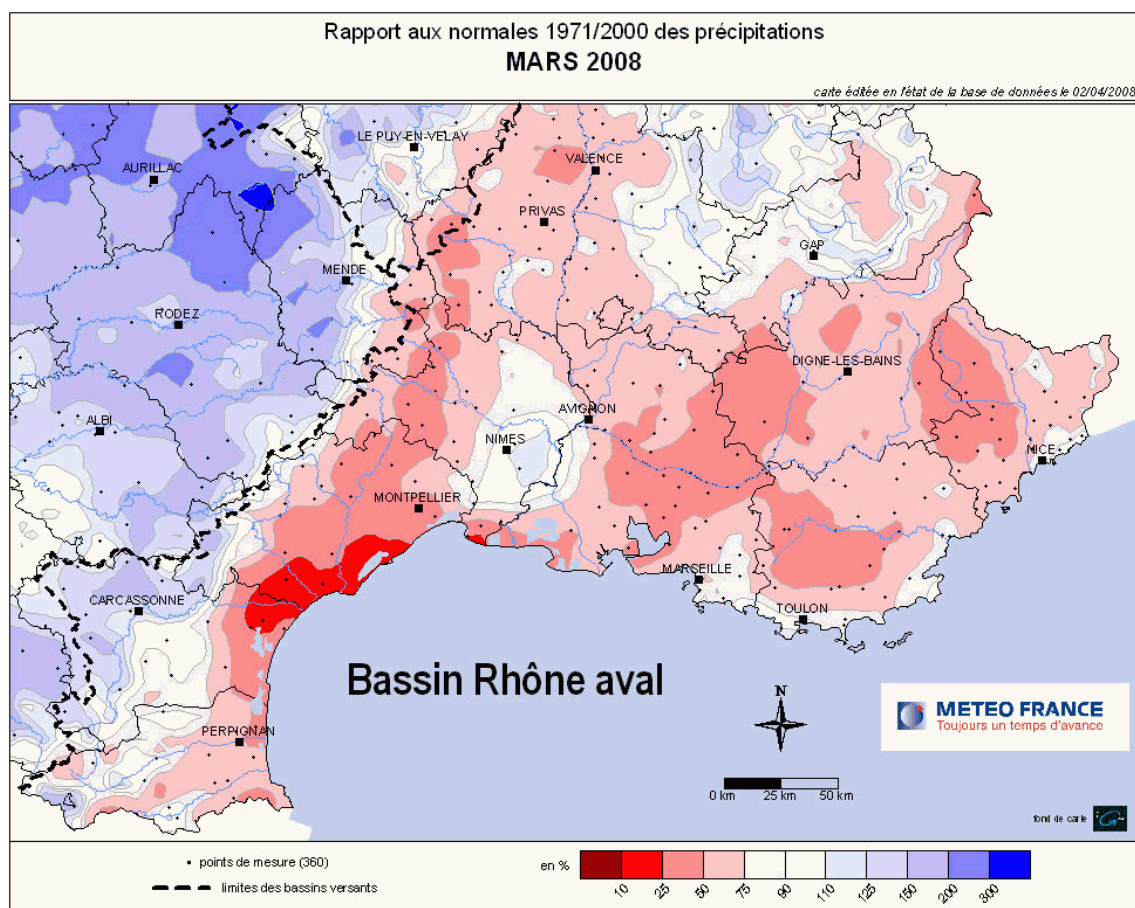 Rapport aux normales 1971/2000 des précipitations
MARS 2008
carte éditée en l'état de la base de données le 02/04/2008
LE PUY-EN-VELAY
AURILLAC
VALENCE
PRIVAS
GAP
MENDE
RODEZ
DIGNE-LES-BAINS
AVIGNON
ALBI
NIMES
NICE
MONTPELLIER
MARSEILLE
CARCASSONNE
TOULON
Bassin Rhône aval
N
METEO FRANCE
Toujours un temps d'avance
PERPIGNAN
0 km 25 km 50 km
fond de carte
points de mesure (360)
limites des bassins versants
en %
10 25 50 75 90 110 125 150 200 300